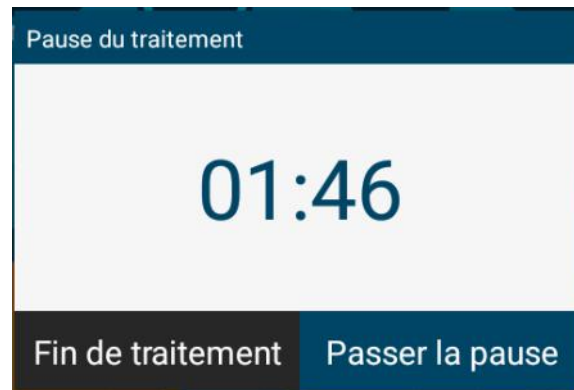 Pause du traitement
01:46
Fin de traitement
Passer la pause